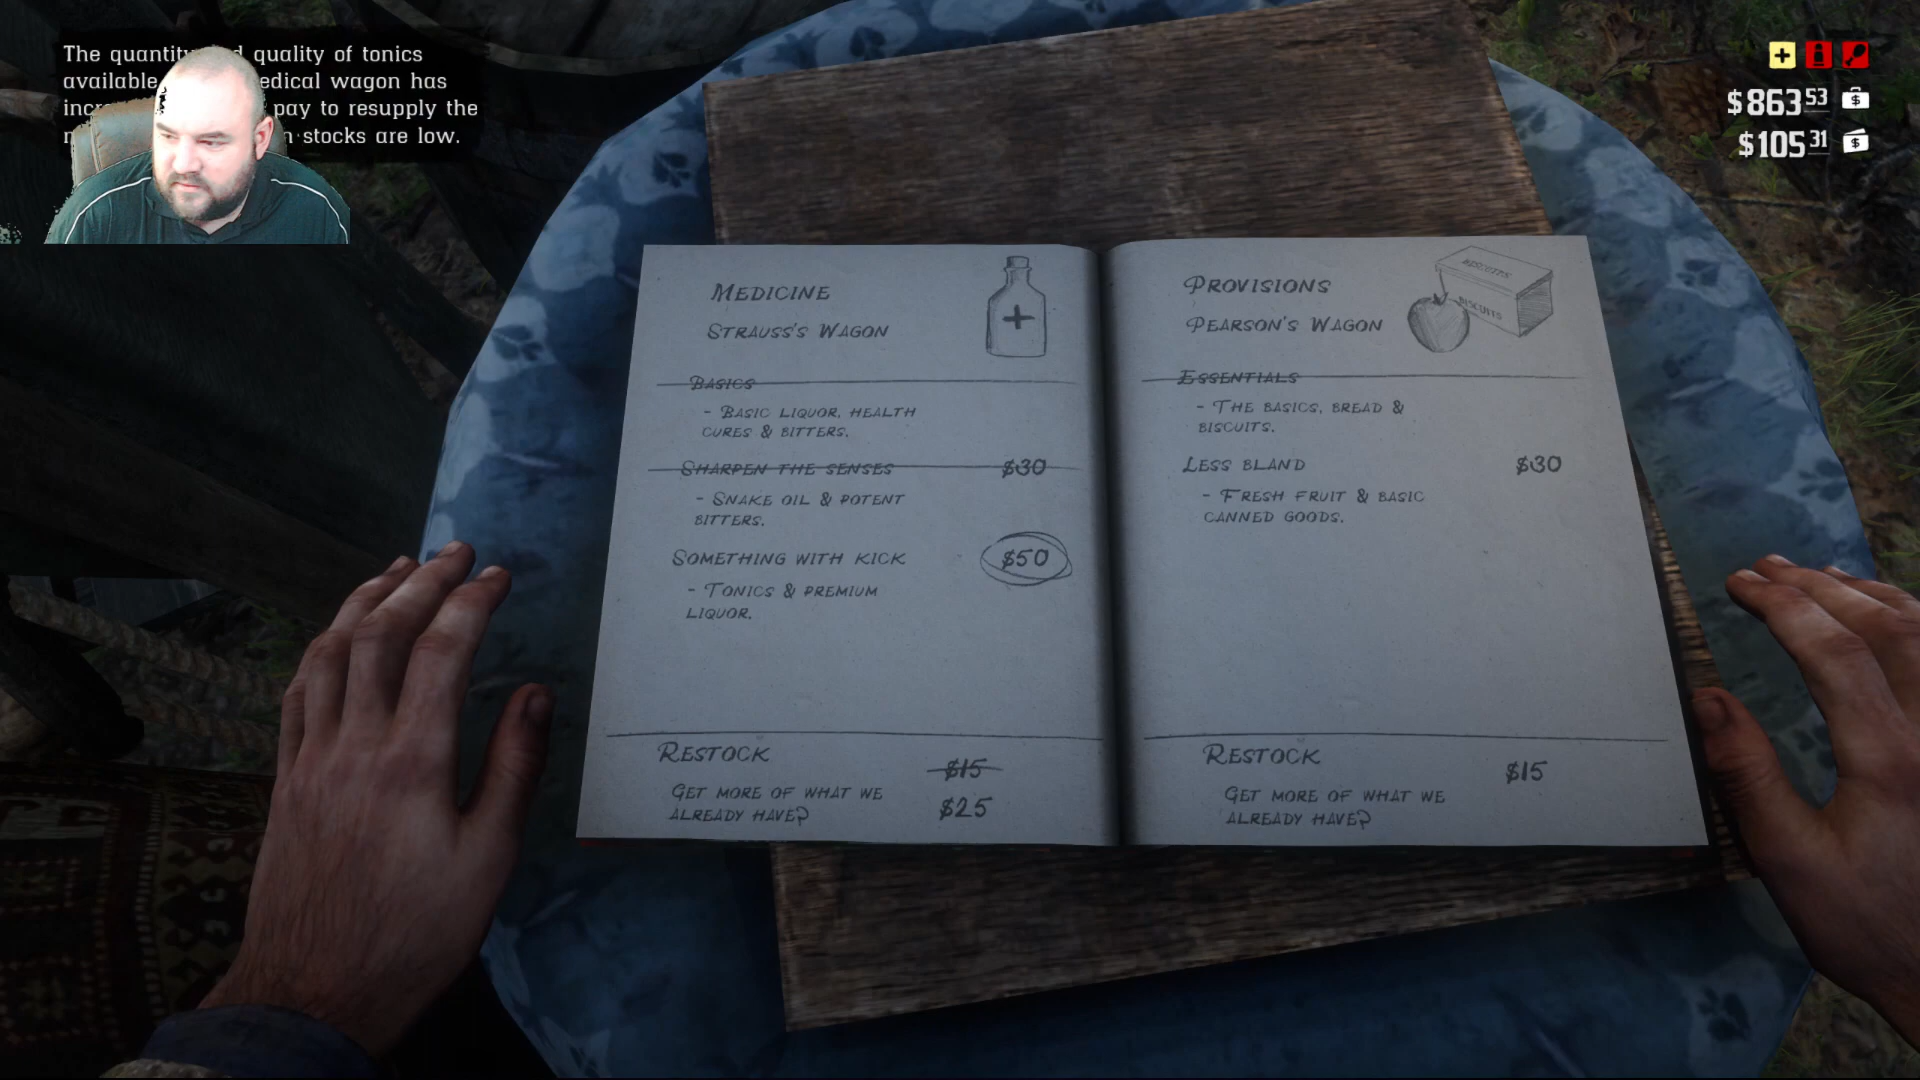 The quantity quality of tonics
available edical wagon has
incr pay to resupply the
stocks are low.
$863 53
$105 31
MEDICINE
STRAUSS'S WAGON
BASICS
- BASIC LIQUOR, HEALTH
CURES & BITTERS.
SHARPEN THE SENSES $30
- SNAKE OIL & POTENT
BITTERS.
SOMETHING WITH KICK $50
- TONICS & PREMIUM
LIQUOR.
RESTOCK
$15
GET MORE OF WHAT WE
ALREADY HAVE?
$25
PROVISIONS
PEARSON'S WAGON
BISCUITS
BISCUITS
ESSENTIALS
- THE BASICS, BREAD &
BISCUITS.
LESS BLAND $30
- FRESH FRUIT & BASIC
CANNED GOODS.
RESTOCK
$15
GET MORE OF WHAT WE
ALREADY HAVE?